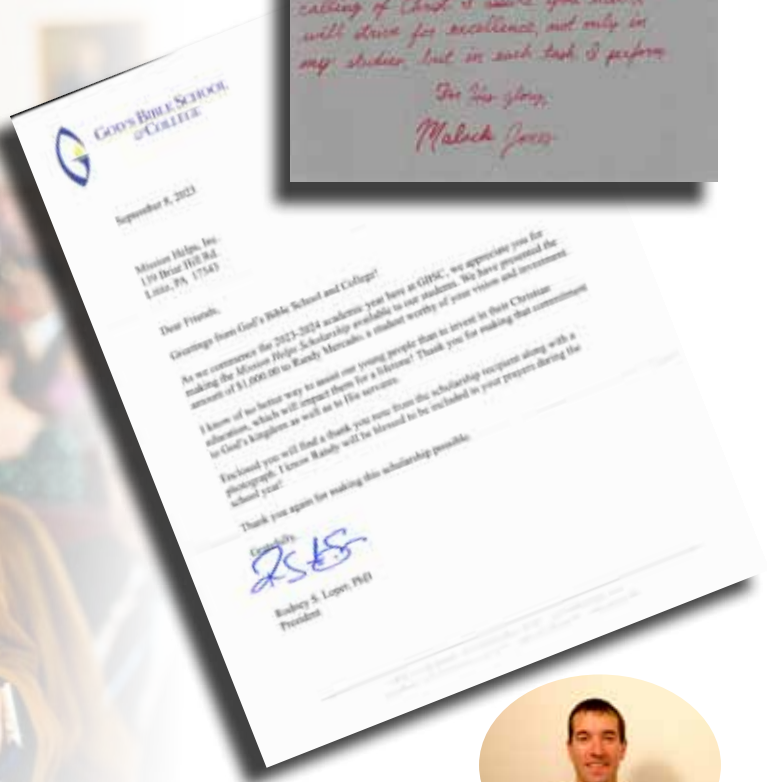 calling of Christ I assure you that I
will strive for excellence, not only in
my studies, but in each task I perform.
For His glory,
Malach Jones
GOD'S BIBLE SCHOOL
& COLLEGE
September 8, 2023
Mission Helps, Inc.
139 Briar Hill Rd.
Lititz, PA 17543
Dear Friends,
Greetings from God's Bible School and College!
As we commence the 2023-2024 academic year here at GBSC, we appreciate you for
making the Mission Helps Scholarship available to our students. We have presented the
amount of $1,000.00 to Randy Mercado, a student worthy of your vision and investment.
I know of no better way to assist our young people than to invest in their Christian
education, which will impact them for a lifetime! Thank you for making that commitment
to God's kingdom as well as to His servants.
Enclosed you will find a thank you note from the scholarship recipient along with a
photograph. I know Randy will be blessed to be included in your prayers during the
school year!
Thank you again for making this scholarship possible.
Gratefully,
Rodney S. Loper, PhD
President